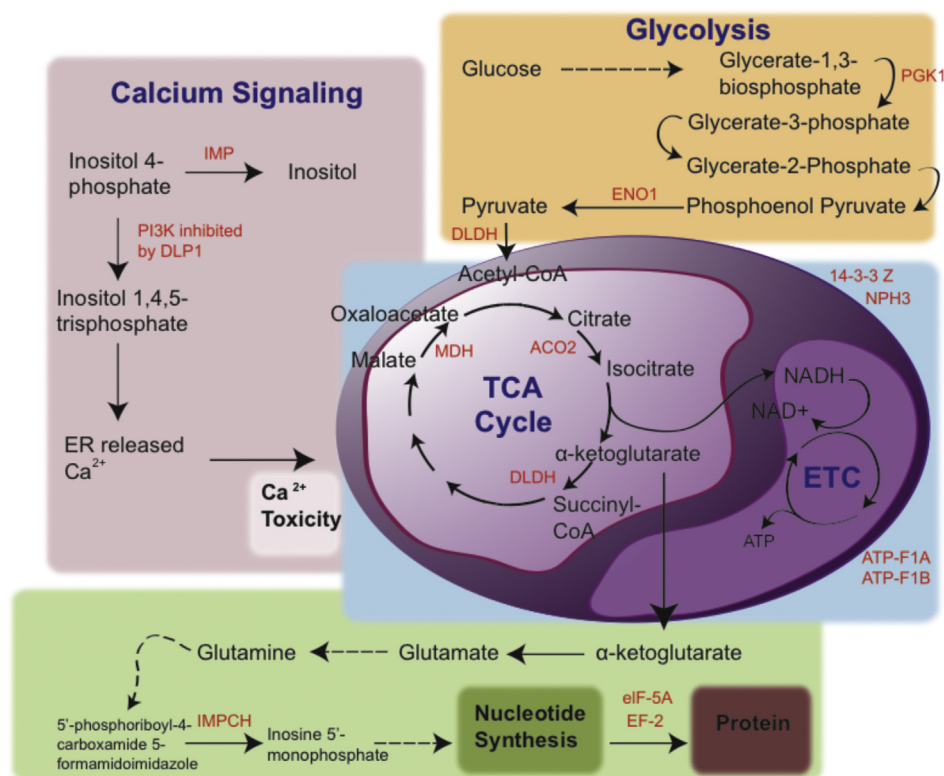 Glycolysis
Glucose
Glycerate-1,3-
biosphosphate
PGK1
Glycerate-3-phosphate
Glycerate-2-Phosphate
Phosphoenol Pyruvate
ENO1
Pyruvate
DLDH
Calcium Signaling
Inositol 4-
phosphate
IMP
Inositol
PI3K inhibited
by DLP1
Inositol 1,4,5-
trisphosphate
ER released
Ca2+
Ca 2+
Toxicity
Acetyl-CoA
Oxaloacetate
Citrate
MDH
ACO2
Malate
Isocitrate
TCA
Cycle
α-ketoglutarate
DLDH
Succinyl-
CoA
14-3-3 Z
NPH3
NADH
NAD+
ETC
ATP
ATP-F1A
ATP-F1B
Glutamine
Glutamate
α-ketoglutarate
5'-phosphoriboyl-4-
carboxamide 5-
formamidoimidazole
IMPCH
Inosine 5'-
monophosphate
Nucleotide
Synthesis
eIF-5A
EF-2
Protein